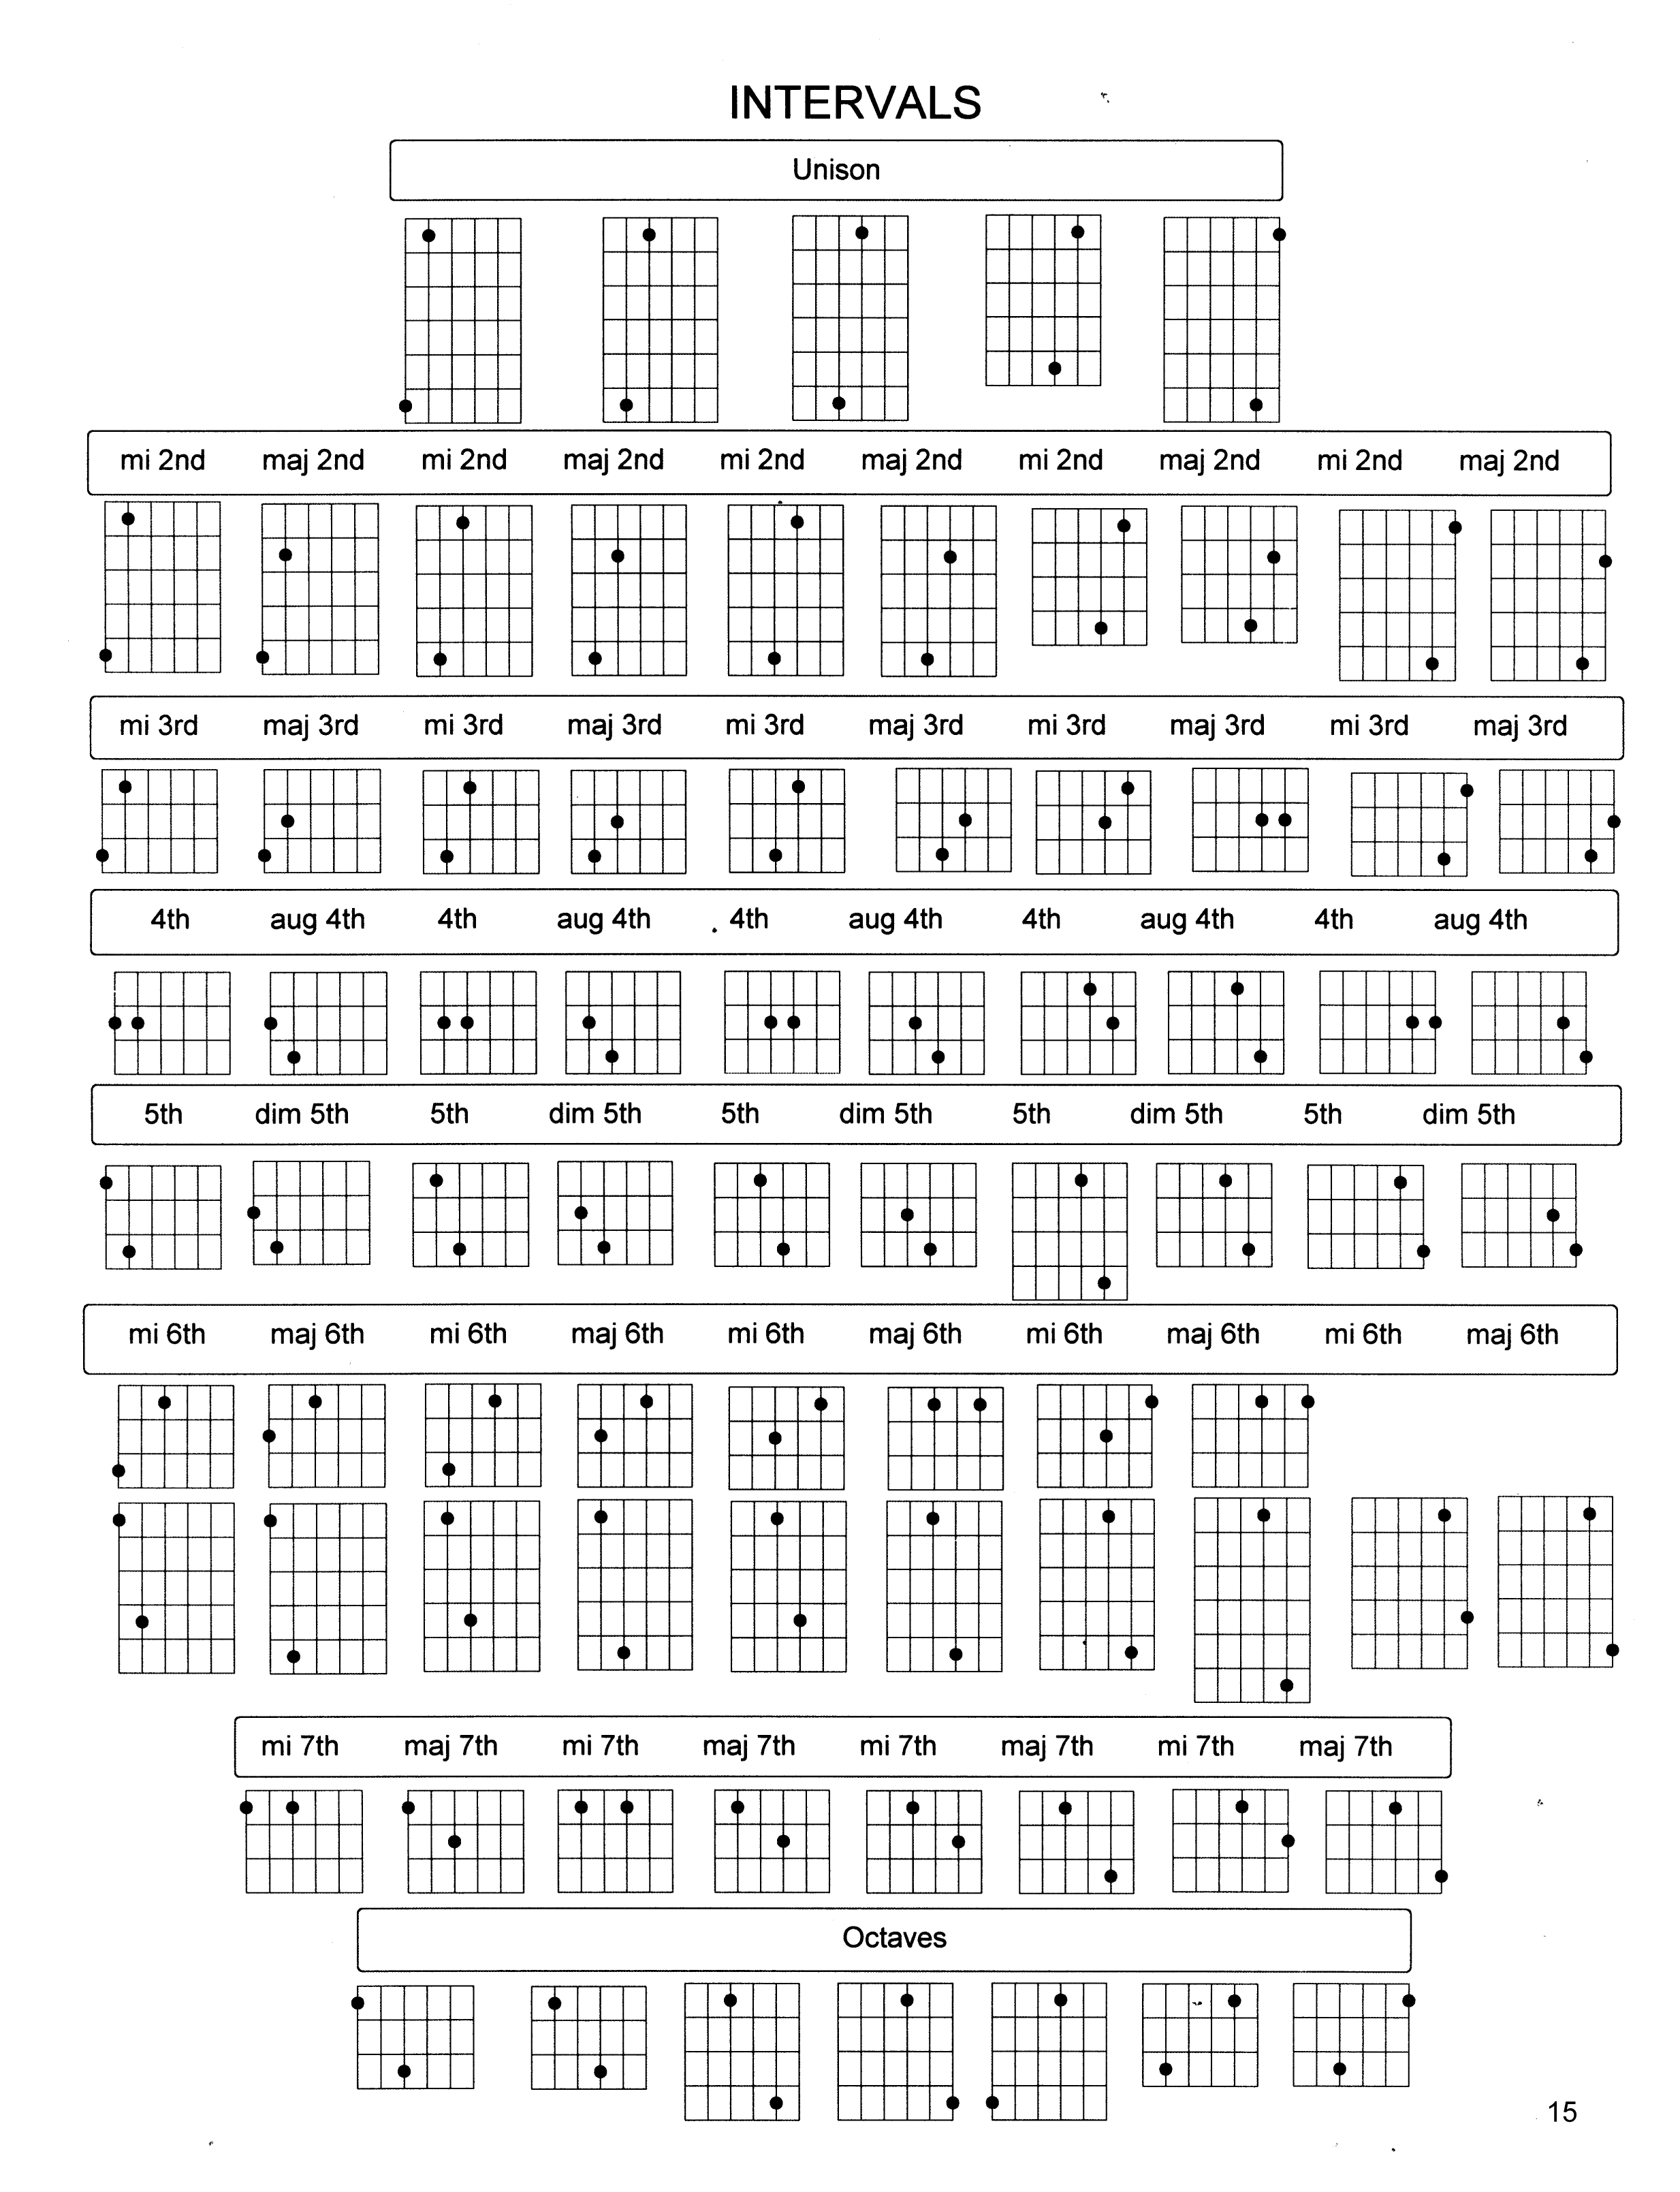 INTERVALS
Unison
mi 2nd maj 2nd mi 2nd maj 2nd mi 2nd maj 2nd mi 2nd maj 2nd mi 2nd maj 2nd
mi 3rd maj 3rd mi 3rd maj 3rd mi 3rd maj 3rd mi 3rd maj 3rd mi 3rd maj 3rd
4th aug 4th 4th aug 4th 4th aug 4th 4th aug 4th 4th aug 4th
5th dim 5th 5th dim 5th 5th dim 5th 5th dim 5th 5th dim 5th
mi 6th maj 6th mi 6th maj 6th mi 6th maj 6th mi 6th maj 6th mi 6th maj 6th
mi 7th maj 7th mi 7th maj 7th mi 7th maj 7th mi 7th maj 7th
Octaves
15